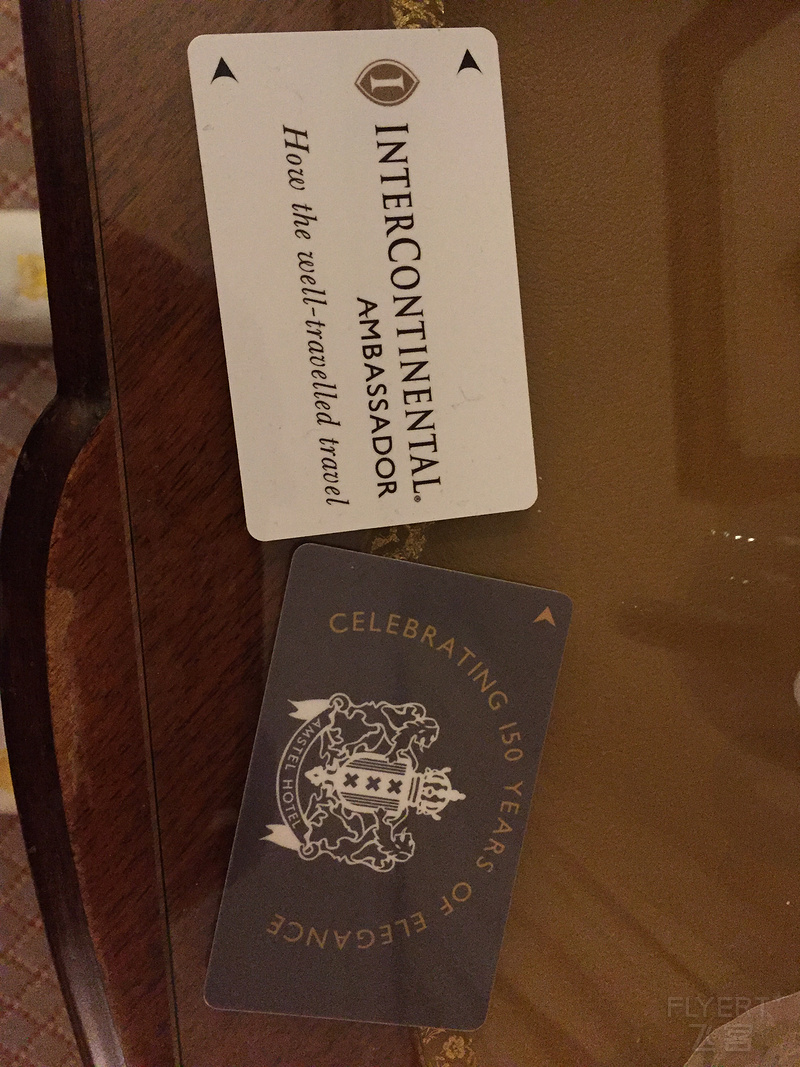 I
INTERCONTINENTAL®
AMBASSADOR
How the well-travelled travel
CELEBRATING 150 YEARS OF ELEGANCE
AMSTEL HOTEL
FLYERT
飞客